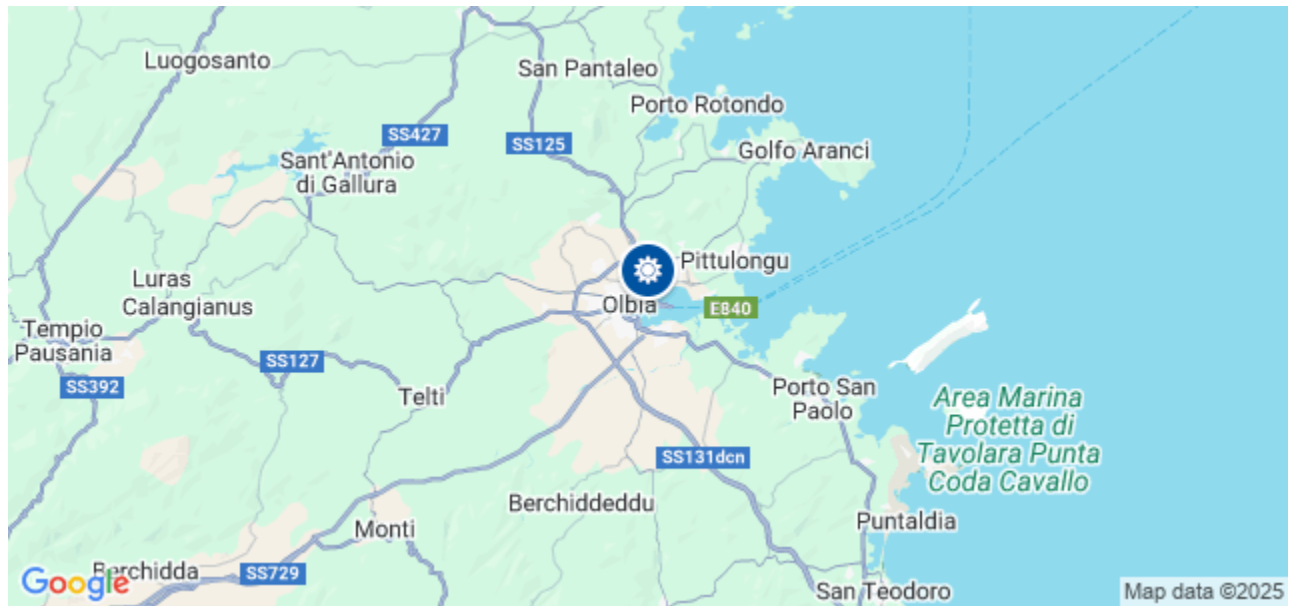 Luogosanto
San Pantaleo
Porto Rotondo
SS427
SS125
Golfo Aranci
Sant'Antonio
di Gallura
Pittulongu
Luras
Calangianus
Olbia
E840
Tempio
Pausania
SS127
SS392
Telti
Porto San
Paolo
Area Marina
Protetta di
Tavolara Punta
Coda Cavallo
SS131dcn
Berchiddeddu
Puntaldia
Monti
Berchidda
SS729
San Teodoro
Google
Map data ©2025